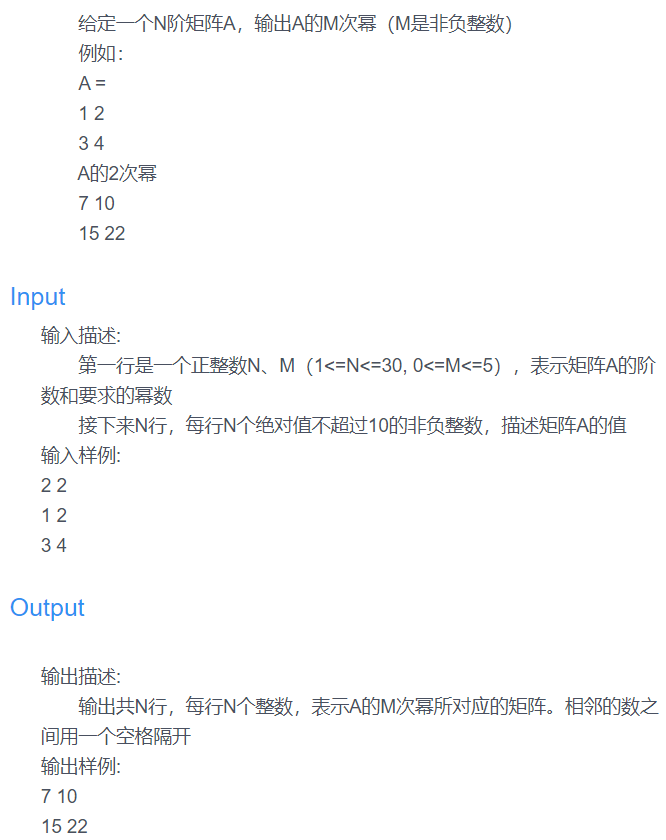 给定一个N阶矩阵A，输出A的M次幂（M是非负整数）
例如：
A =
1 2
3 4
A的2次幂
7 10
15 22
Input
输入描述:
第一行是一个正整数N、M（1<=N<=30, 0<=M<=5），表示矩阵A的阶
数和要求的幂数
接下来N行，每行N个绝对值不超过10的非负整数，描述矩阵A的值
输入样例:
2 2
1 2
3 4
Output
输出描述:
输出共N行，每行N个整数，表示A的M次幂所对应的矩阵。相邻的数之
间用一个空格隔开
输出样例:
7 10
15 22